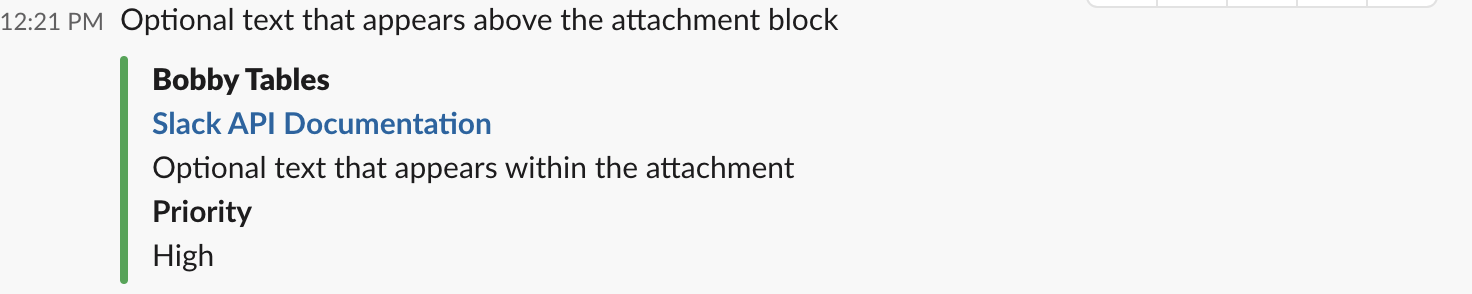 12:21 PM Optional text that appears above the attachment block
Bobby Tables
Slack API Documentation
Optional text that appears within the attachment
Priority
High